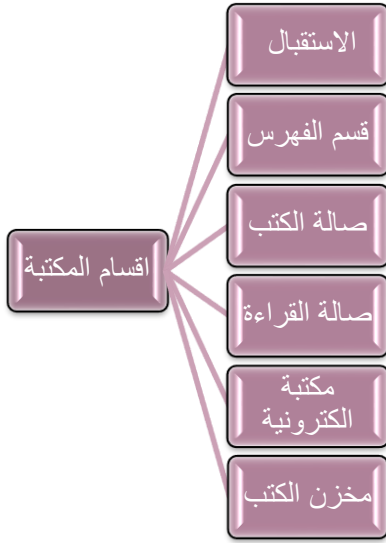 الاستقبال
قسم الفهرس
صالة الكتب
اقسام المكتبة
صالة القراءة
مكتبة
الكترونية
مخزن الكتب